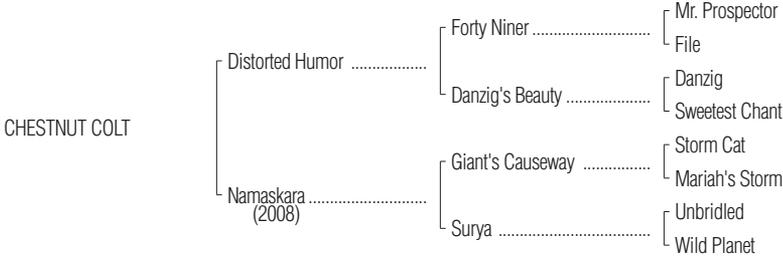 Mr. Prospector
Forty Niner ............................
File
Distorted Humor ..................
Danzig
Danzig's Beauty ....................
Sweetest Chant
CHESTNUT COLT
Storm Cat
Giant's Causeway ................
Mariah's Storm
Namaskara ............................
(2008)
Unbridled
Surya ....................................
Wild Planet